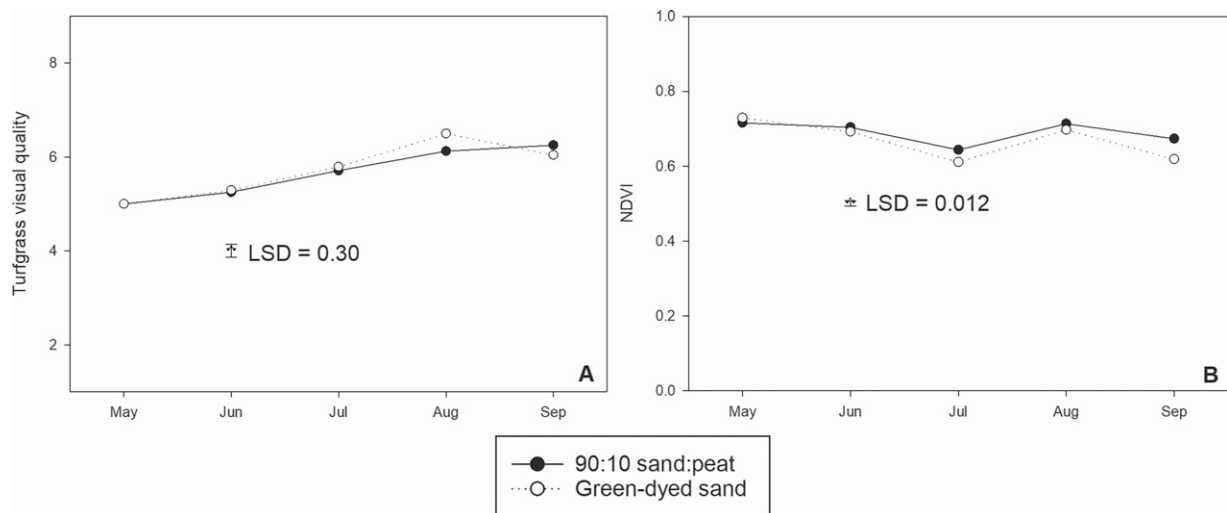 Turfgrass visual quality
8
6
4
2
LSD = 0.30
A
May Jun Jul Aug Sep
NDVI
1.0
0.8
0.6
0.4
0.2
0.0
LSD = 0.012
B
May Jun Jul Aug Sep
90:10 sand:peat
Green-dyed sand